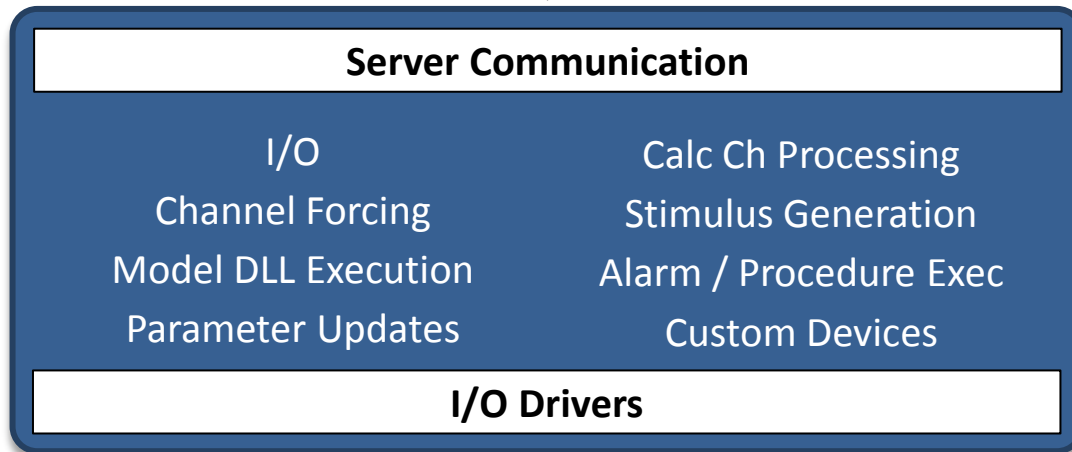 Server Communication
I/O
Channel Forcing
Model DLL Execution
Parameter Updates
Calc Ch Processing
Stimulus Generation
Alarm / Procedure Exec
Custom Devices
I/O Drivers